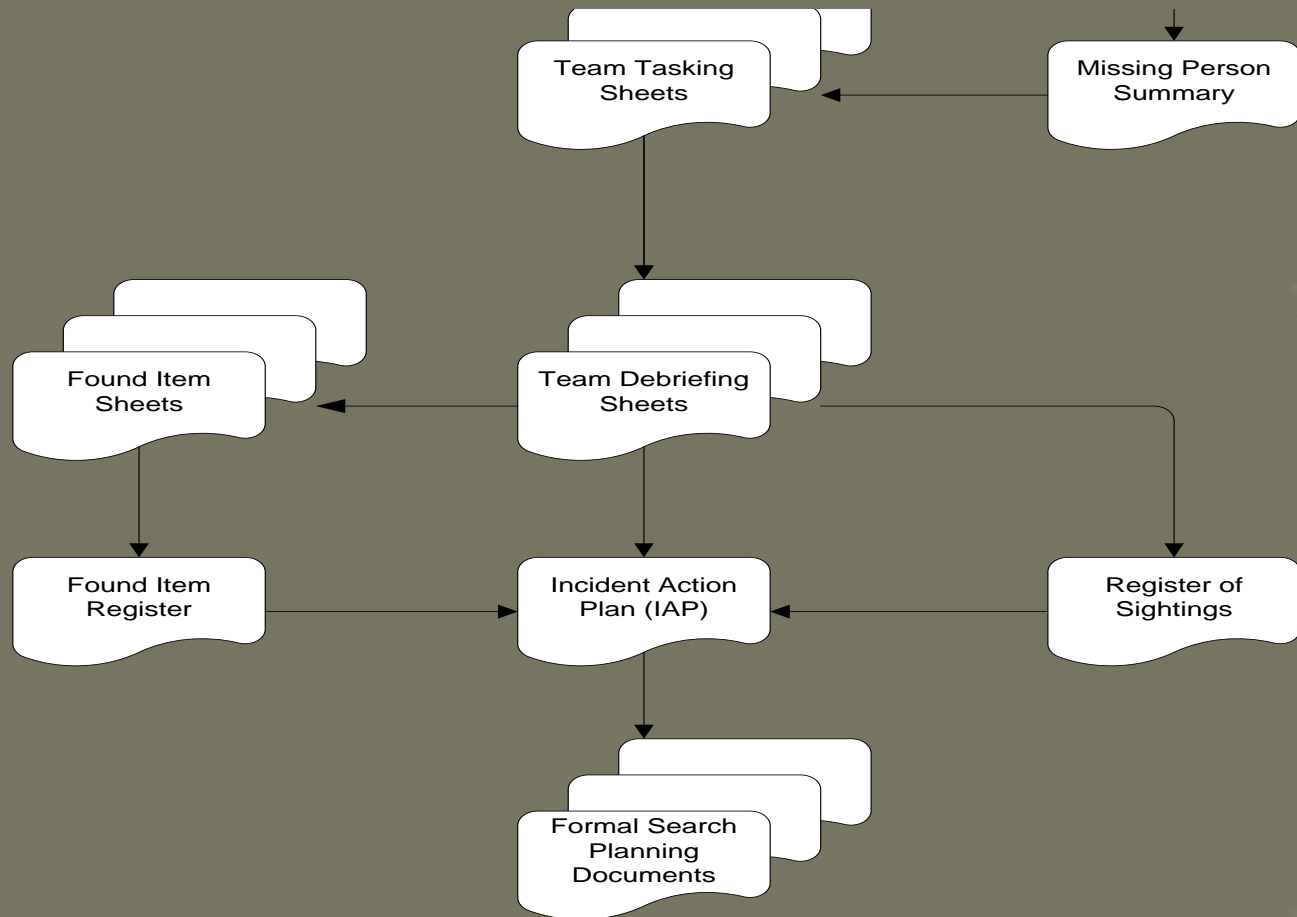 Team Tasking
Sheets
Missing Person
Summary
Found Item
Sheets
Team Debriefing
Sheets
Found Item
Register
Incident Action
Plan (IAP)
Register of
Sightings
Formal Search
Planning
Documents